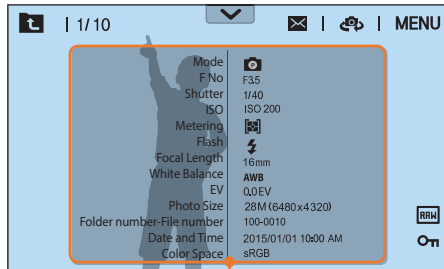 1/10 MENU
Mode P
F No F3.5
Shutter 1/40
ISO ISO 200
Metering
Flash
Focal Length 16mm
White Balance AWB
EV 0.0EV
Photo Size 28M (6480x4320)
RAW
Folder number-File number 100-0010
Date and Time 2015/01/01 10:00 AM
Color Space sRGB